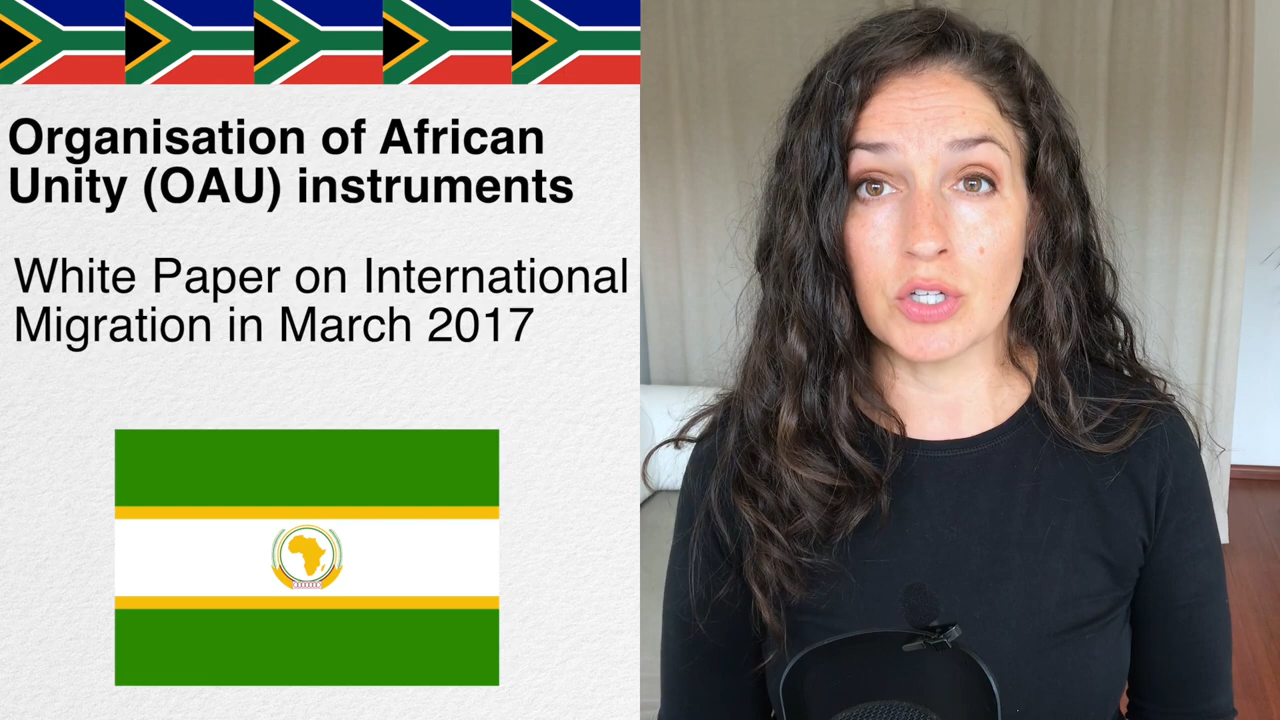 Organisation of African
Unity (OAU) instruments
White Paper on International
Migration in March 2017